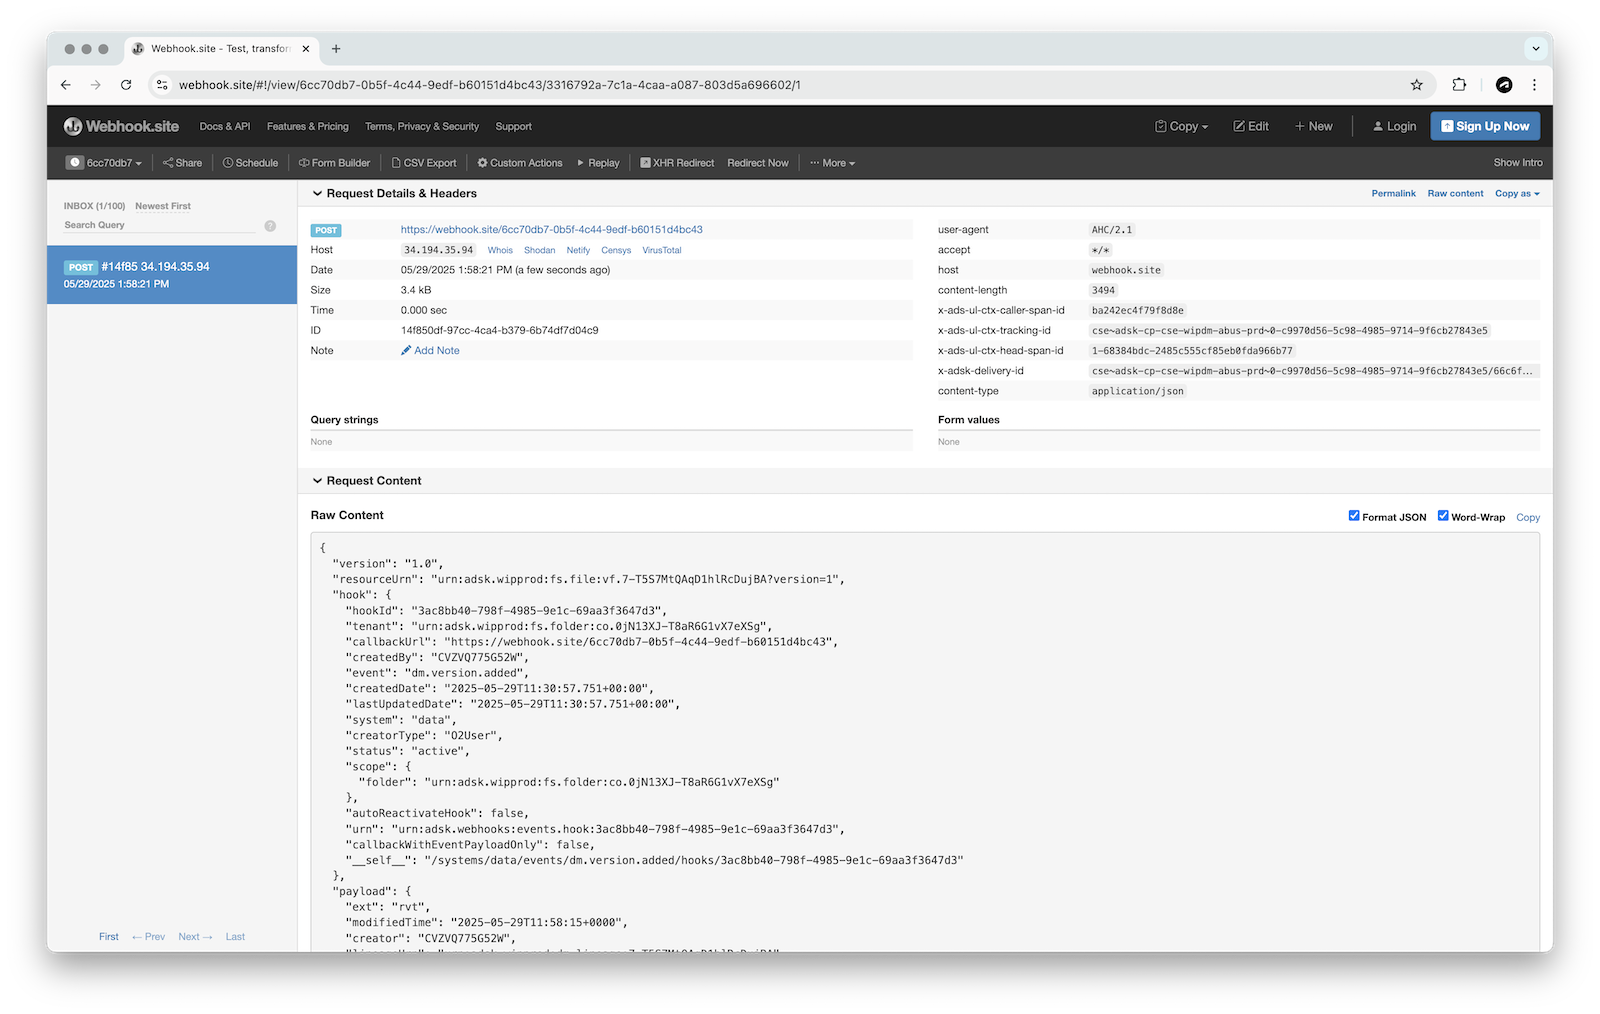 Webhook.site - Test, transfor
webhook.site/#!/view/6cc70db7-0b5f-4c44-9edf-b60151d4bc43/3316792a-7c1a-4caa-a087-803d5a696602/1
Webhook.site Docs & API Features & Pricing Terms, Privacy & Security Support Copy Edit + New Login Sign Up Now
6cc70db7 Share Schedule Form Builder CSV Export Custom Actions Replay XHR Redirect Redirect Now ··· More Show Intro
INBOX (1/100) Newest First
Search Query ?
POST #14f85 34.194.35.94
05/29/2025 1:58:21 PM
First ← Prev Next → Last
Request Details & Headers Permalink Raw content Copy as
POST https://webhook.site/6cc70db7-0b5f-4c44-9edf-b60151d4bc43
Host 34.194.35.94 Whois Shodan Netify Censys VirusTotal
Date 05/29/2025 1:58:21 PM (a few seconds ago)
Size 3.4 kB
Time 0.000 sec
ID 14f850df-97cc-4ca4-b379-6b74df7d04c9
Note Add Note
user-agent AHC/2.1
accept */*
host webhook.site
content-length 3494
x-ads-ul-ctx-caller-span-id ba242ec4f79f8d8e
x-ads-ul-ctx-tracking-id cse~adsk-cp-cse-wipdm-abus-prd~0-c9970d56-5c98-4985-9714-9f6cb27843e5
x-ads-ul-ctx-head-span-id 1-68384bdc-2485c555cf85eb0fda966b77
x-adsk-delivery-id cse~adsk-cp-cse-wipdm-abus-prd~0-c9970d56-5c98-4985-9714-9f6cb27843e5/66c6f...
content-type application/json
Query strings
None
Form values
None
Request Content
Raw Content Format JSON Word-Wrap Copy
{
"version": "1.0",
"resourceUrn": "urn:adsk.wipprod:fs.file:vf.7-T5S7MtQAqD1hlRcDujBA?version=1",
"hook": {
"hookId": "3ac8bb40-798f-4985-9e1c-69aa3f3647d3",
"tenant": "urn:adsk.wipprod:fs.folder:co.0jN13XJ-T8aR6G1vX7eXSg",
"callbackUrl": "https://webhook.site/6cc70db7-0b5f-4c44-9edf-b60151d4bc43",
"createdBy": "CVZVQ775G52W",
"event": "dm.version.added",
"createdDate": "2025-05-29T11:30:57.751+00:00",
"lastUpdatedDate": "2025-05-29T11:30:57.751+00:00",
"system": "data",
"creatorType": "O2User",
"status": "active",
"scope": {
"folder": "urn:adsk.wipprod:fs.folder:co.0jN13XJ-T8aR6G1vX7eXSg"
},
"autoReactivateHook": false,
"urn": "urn:adsk.webhooks:events.hook:3ac8bb40-798f-4985-9e1c-69aa3f3647d3",
"callbackWithEventPayloadOnly": false,
"__self__": "/systems/data/events/dm.version.added/hooks/3ac8bb40-798f-4985-9e1c-69aa3f3647d3"
},
"payload": {
"ext": "rvt",
"modifiedTime": "2025-05-29T11:58:15+0000",
"creator": "CVZVQ775G52W",